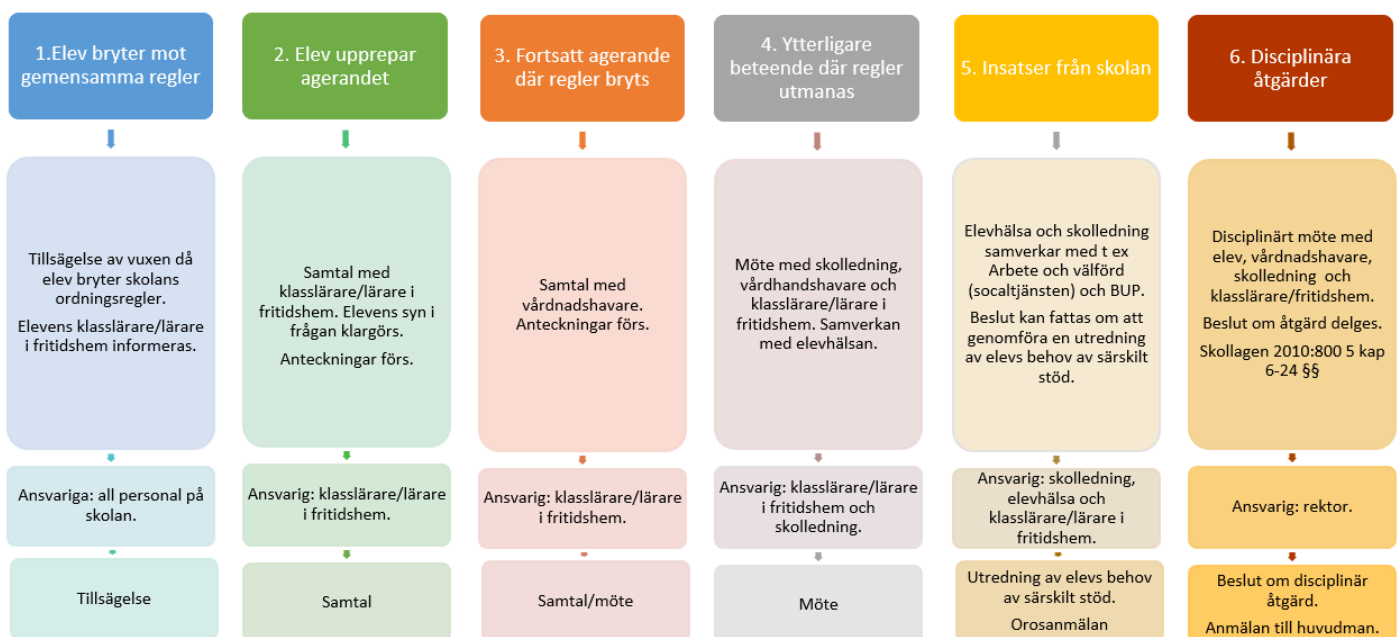 1.Elev bryter mot
gemensamma regler
Tillsägelse av vuxen då
elev bryter skolans
ordningsregler.
Elevens klasslärare/lärare
i fritidshem informeras.
Ansvariga: all personal på
skolan.
Tillsägelse
2. Elev upprepar
agerandet
Samtal med
klasslärare/lärare i
fritidshem. Elevens syn i
frågan klargörs.
Anteckningar förs.
Ansvarig: klasslärare/lärare
i fritidshem.
Samtal
3. Fortsatt agerande
där regler bryts
Samtal med
vårdnadshavare.
Anteckningar förs.
Ansvarig: klasslärare/lärare
i fritidshem.
Samtal/möte
4. Ytterligare
beteende där regler
utmanas
Möte med skolledning,
vårdhandshavare och
klasslärare/lärare i
fritidshem. Samverkan
med elevhälsan.
Ansvarig: klasslärare/lärare
i fritidshem och
skolledning.
Möte
5. Insatser från skolan
Elevhälsa och skolledning
samverkar med t ex
Arbete och välförd
(socaltjänsten) och BUP.
Beslut kan fattas om att
genomföra en utredning
av elevs behov av särskilt
stöd.
Ansvarig: skolledning,
elevhälsa och
klasslärare/lärare i
fritidshem.
Utredning av elevs behov
av särskilt stöd.
Orosanmälan
6. Disciplinära
åtgärder
Disciplinärt möte med
elev, vårdnadshavare,
skolledning och
klasslärare/fritidshem.
Beslut om åtgärd delges.
Skollagen 2010:800 5 kap
6-24 §§
Ansvarig: rektor.
Beslut om disciplinär
åtgärd.
Anmälan till huvudman.